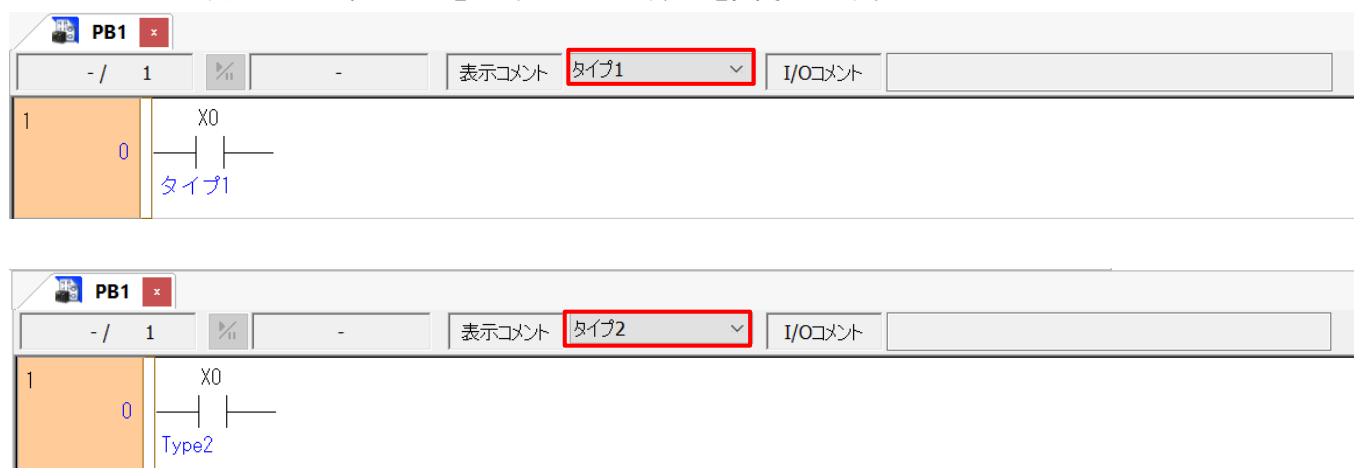 PB1 x
- / 1 - 表示コメント タイプ1 I/Oコメント
1 X0
0
タイプ1
PB1 x
- / 1 - 表示コメント タイプ2 I/Oコメント
1 X0
0
Type2